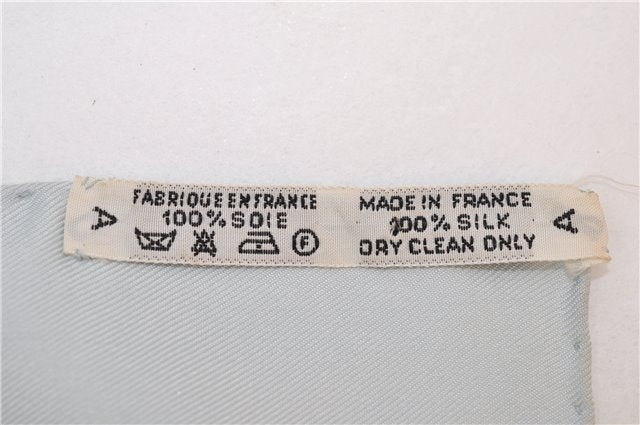 A
FABRIQUE EN FRANCE
100% SOIE
F
MADE IN FRANCE
100% SILK
DRY CLEAN ONLY
A